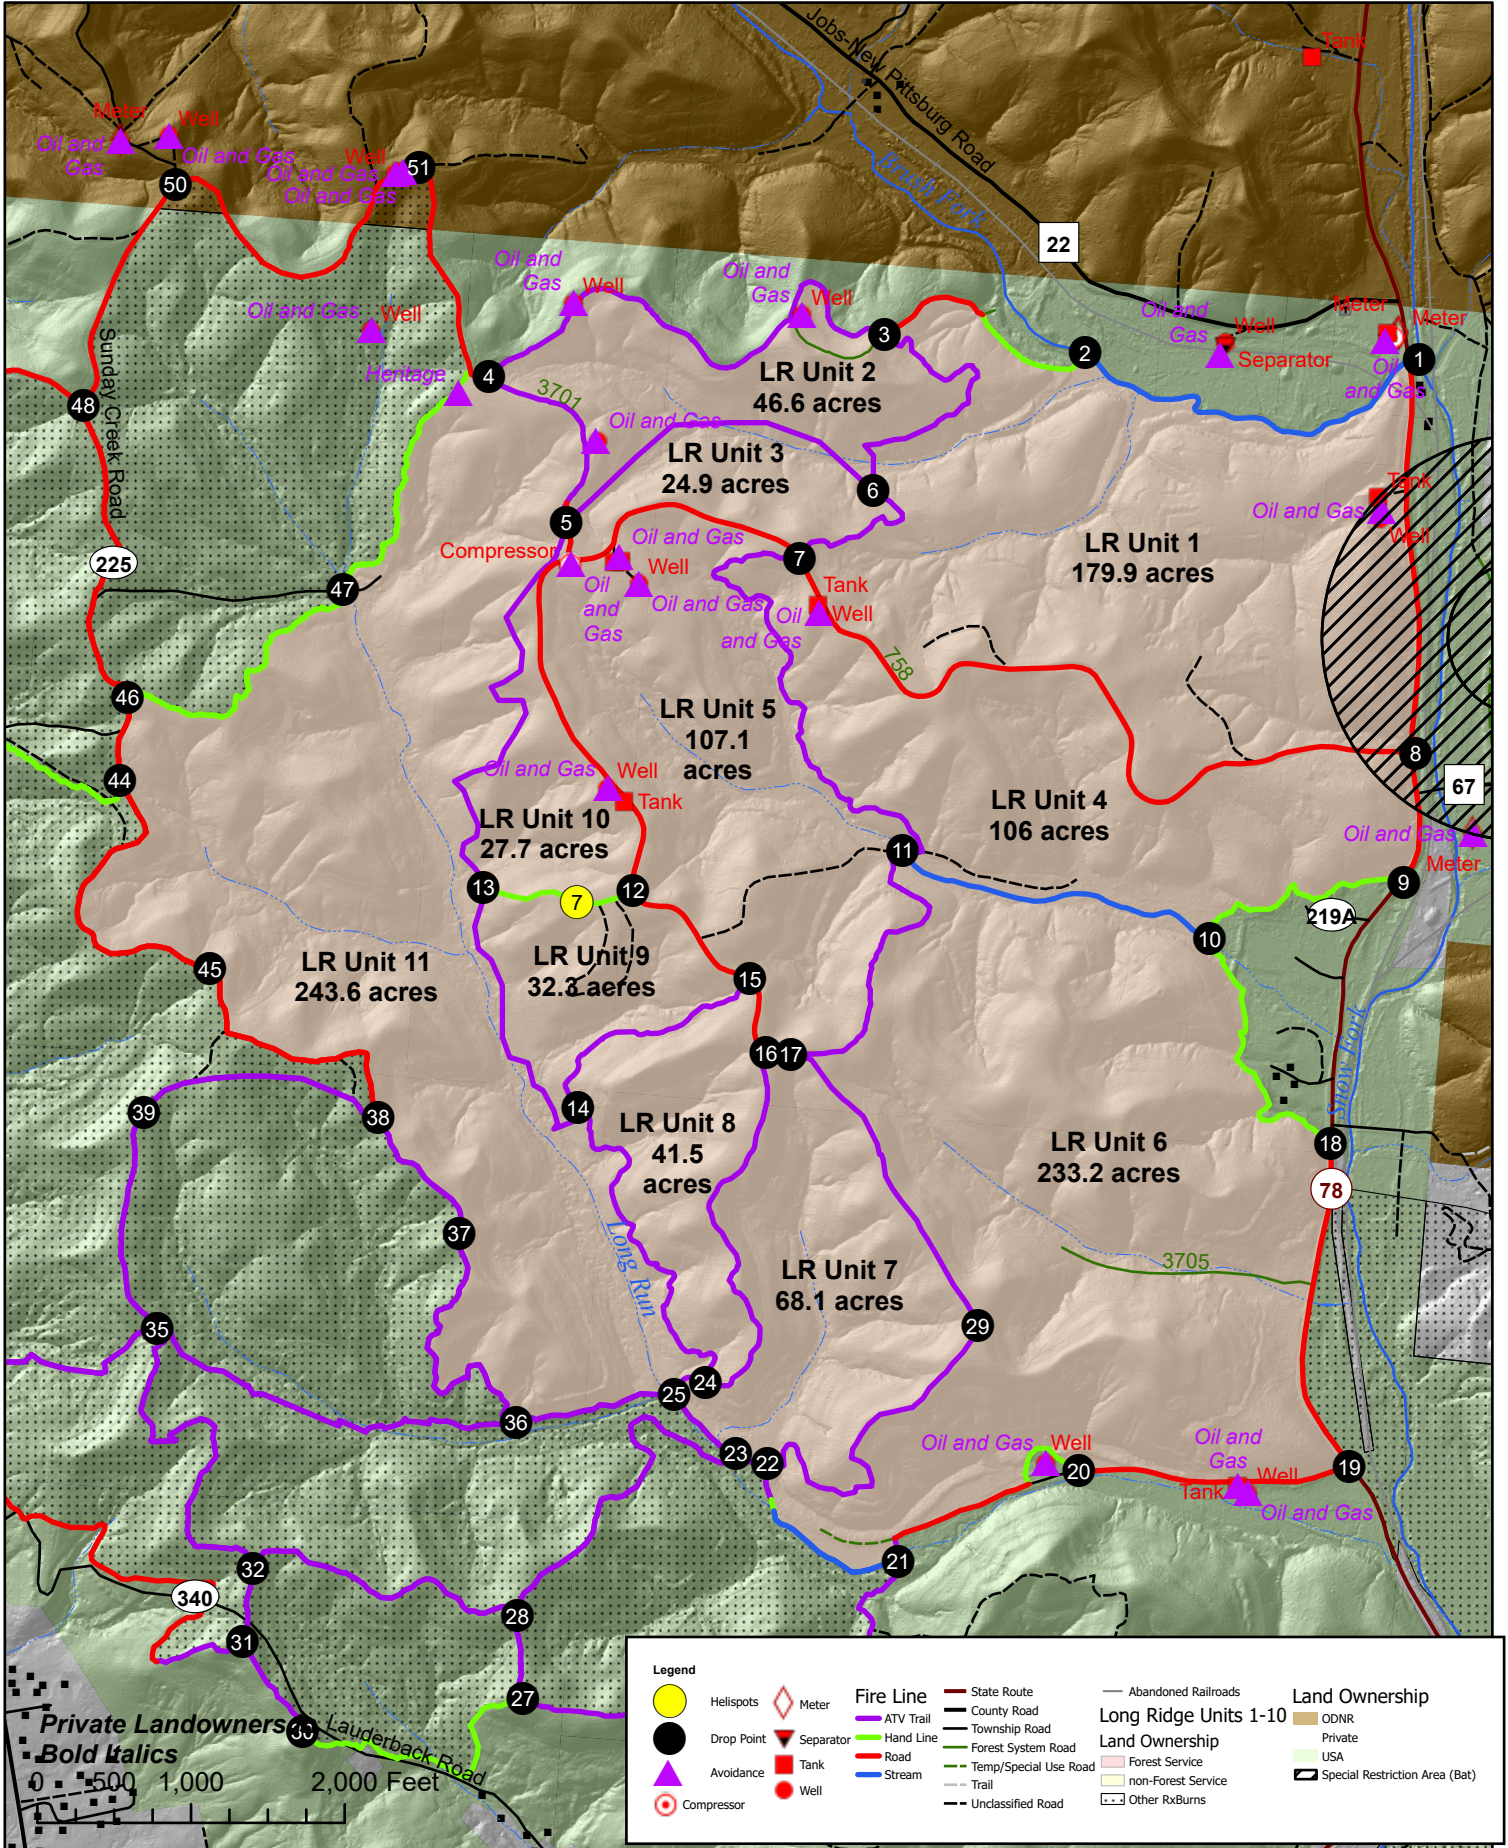 Jobs-New Pittsburg Road
Tank
Meter
Well
Oil and
Gas
Oil and Gas
50
Well
Oil and Gas
Oil and Gas
51
Brush Fork
22
Oil and
Gas
Well
Oil and
Gas
Well
Oil and Gas
Well
Oil and
Gas
Well
Separator
Meter
Meter
Oil
and Gas
1
2
3
4
Heritage
3701
LR Unit 2
46.6 acres
48
Sunday Creek Road
Oil and Gas
LR Unit 3
24.9 acres
6
Tank
Oil and Gas
Well
5
Compressor
Oil and Gas
Well
Oil
and
Gas
Oil and Gas
7
Tank
Oil
and Gas
Well
LR Unit 1
179.9 acres
225
47
758
46
LR Unit 5
107.1
acres
8
67
44
Oil and Gas
Well
Tank
LR Unit 10
27.7 acres
LR Unit 4
106 acres
Oil and Gas
Meter
11
9
13
7
12
219A
10
45
LR Unit 11
243.6 acres
LR Unit 9
32.3 acres
15
16
17
Snow Fork
39
38
14
LR Unit 8
41.5
acres
LR Unit 6
233.2 acres
18
78
37
Long Run
3705
LR Unit 7
68.1 acres
29
35
24
25
36
23
22
Oil and Gas
Well
20
Oil and
Gas
Well
Tank
Oil and Gas
19
21
32
340
28
31
27
30
Lauderback Road
Private Landowners
Bold Italics
0 500 1,000 2,000 Feet
Legend
Helispots
Drop Point
Avoidance
Compressor
Meter
Separator
Tank
Well
Fire Line
ATV Trail
Hand Line
Road
Stream
State Route
County Road
Township Road
Forest System Road
Temp/Special Use Road
Trail
Unclassified Road
Abandoned Railroads
Long Ridge Units 1-10
Land Ownership
Forest Service
non-Forest Service
Other RxBurns
Land Ownership
ODNR
Private
USA
Special Restriction Area (Bat)